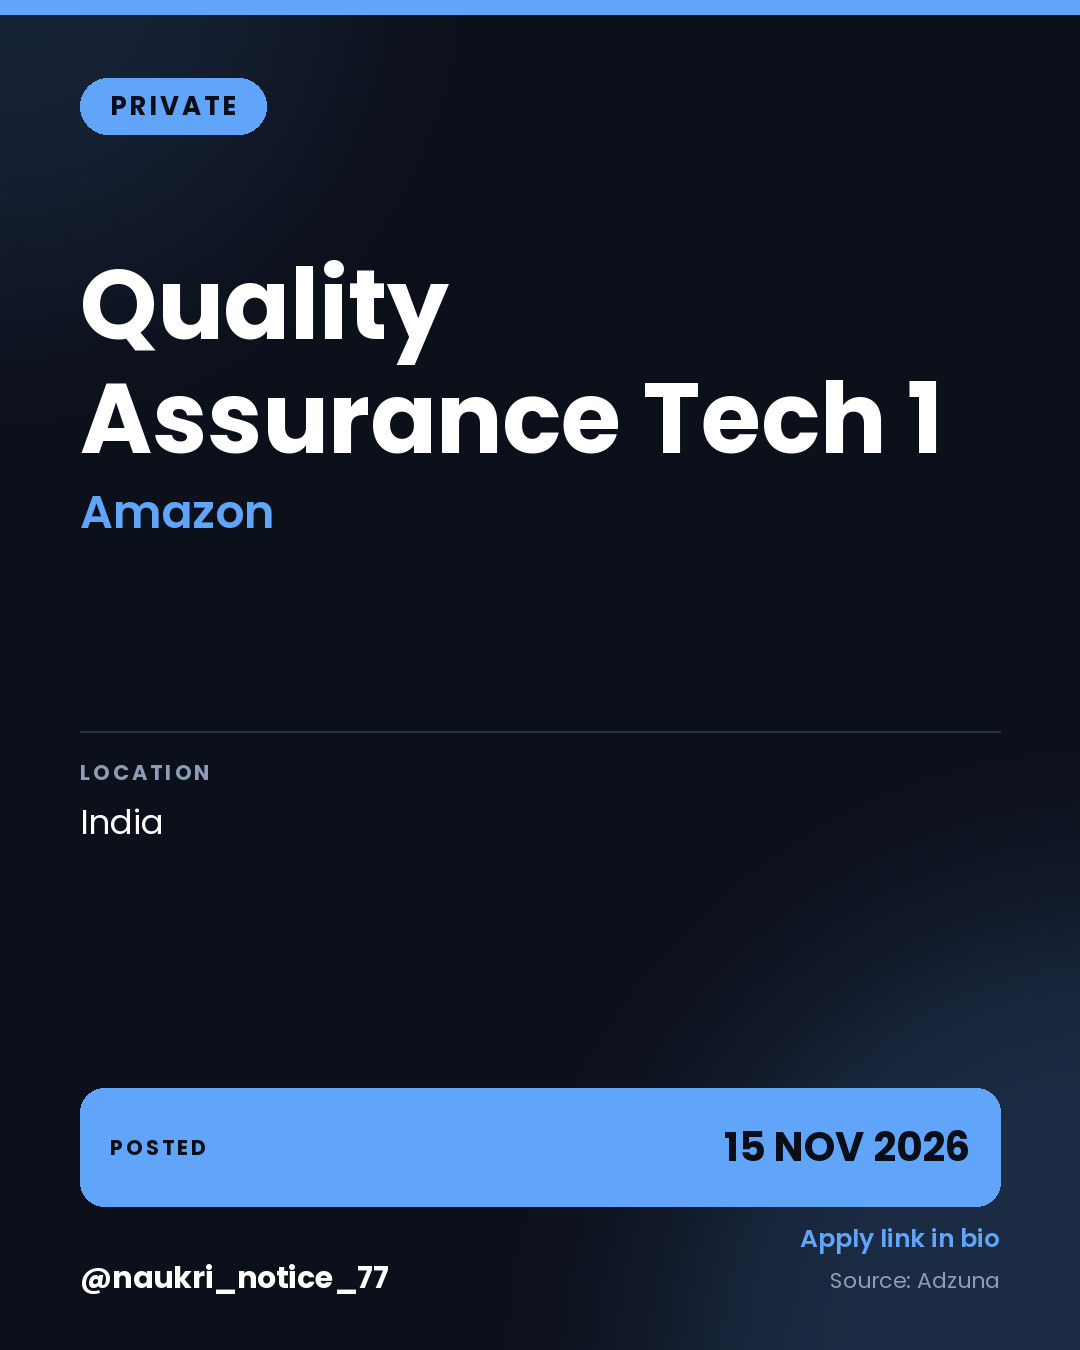 PRIVATE
Quality
Assurance Tech 1
Amazon
LOCATION
India
POSTED
15 NOV 2026
Apply link in bio
@naukri_notice_77
Source: Adzuna